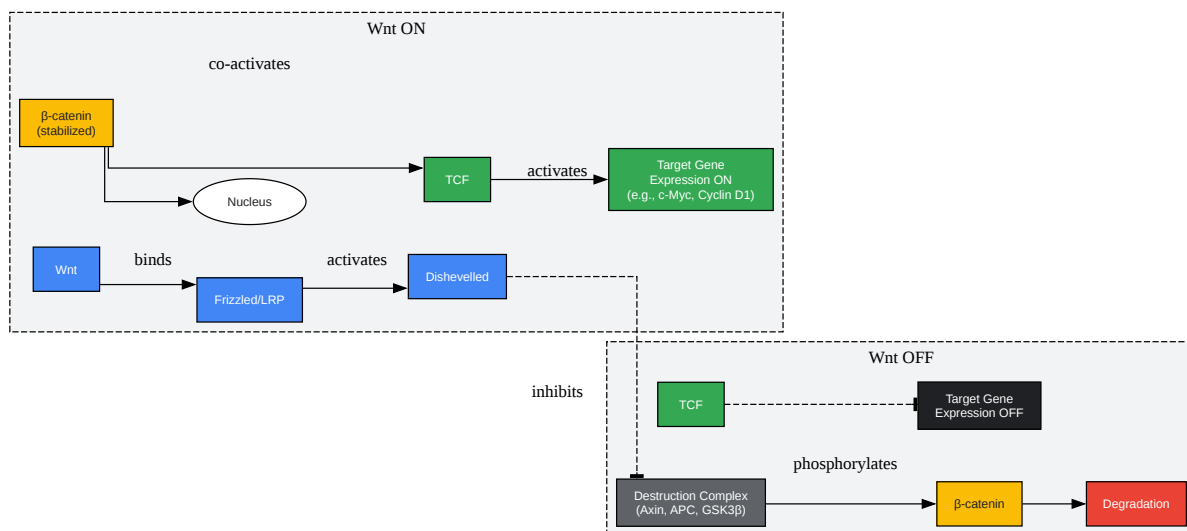 Wnt ON
co-activates
β-catenin
(stabilized)
TCF
activates
Target Gene
Expression ON
(e.g., c-Myc, Cyclin D1)
Nucleus
Wnt
binds
Frizzled/LRP
activates
Dishevelled
inhibits
Wnt OFF
TCF
Target Gene
Expression OFF
phosphorylates
Destruction Complex
(Axin, APC, GSK3β)
β-catenin
Degradation